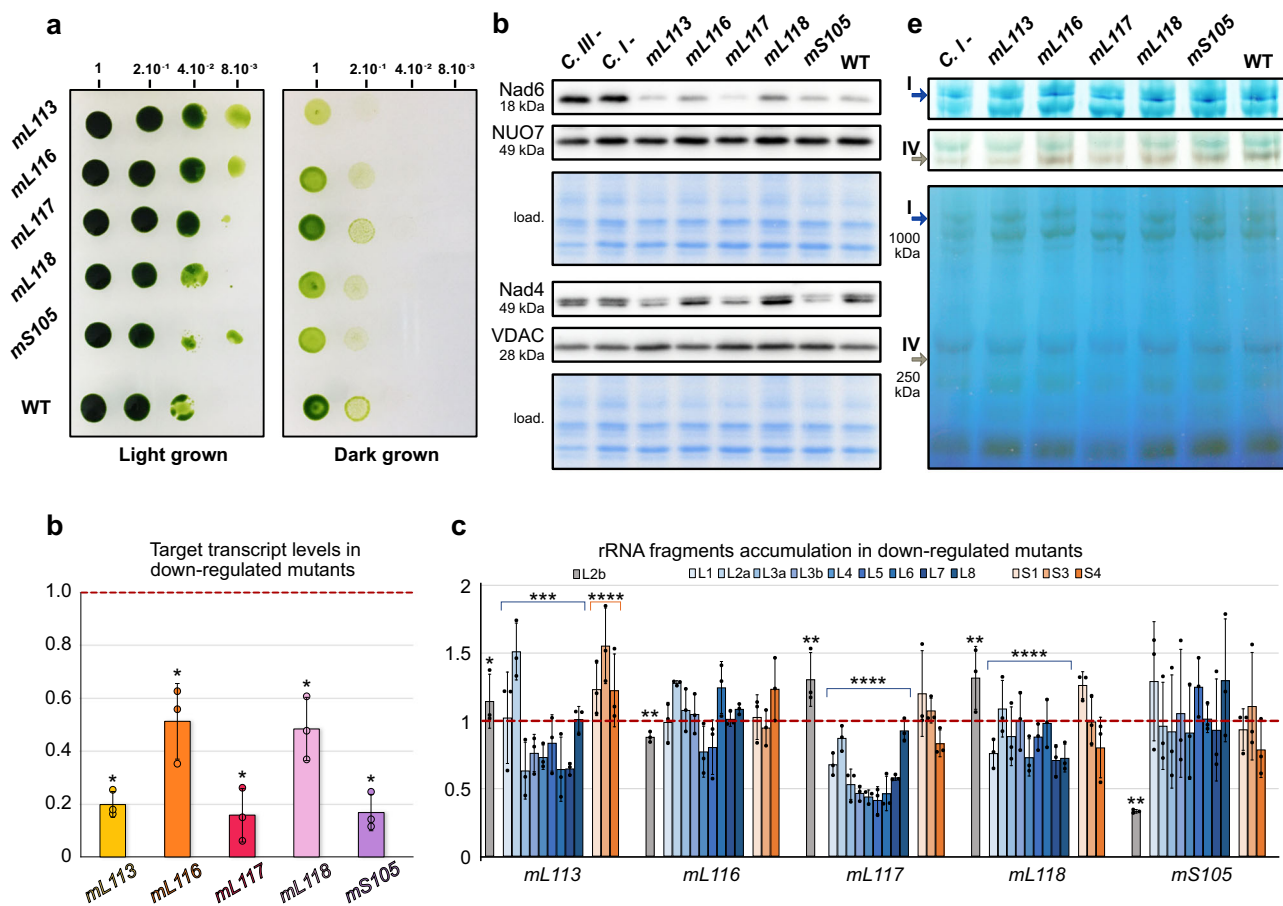 a
1 2.10⁻¹ 4.10⁻² 8.10⁻³
1 2.10⁻¹ 4.10⁻² 8.10⁻³
mL113
mL116
mL117
mL118
mS105
WT
Light grown
Dark grown
b
C. III - C. I - mL113 mL116 mL117 mL118 mS105 WT
Nad6
18 kDa
NUO7
49 kDa
load.
Nad4
49 kDa
VDAC
28 kDa
load.
e
C. I - mL113 mL116 mL117 mL118 mS105 WT
I
IV
I
1000
kDa
IV
250
kDa
b
Target transcript levels in
down-regulated mutants
1.0
0.8
0.6
0.4
0.2
0
* * * * *
mL113 mL116 mL117 mL118 mS105
c
rRNA fragments accumulation in down-regulated mutants
L2b L1 L2a L3a L3b L4 L5 L6 L7 L8 S1 S3 S4
2
1.5
1
0.5
0
* *** **** ** ** **** ** **** **
mL113 mL116 mL117 mL118 mS105